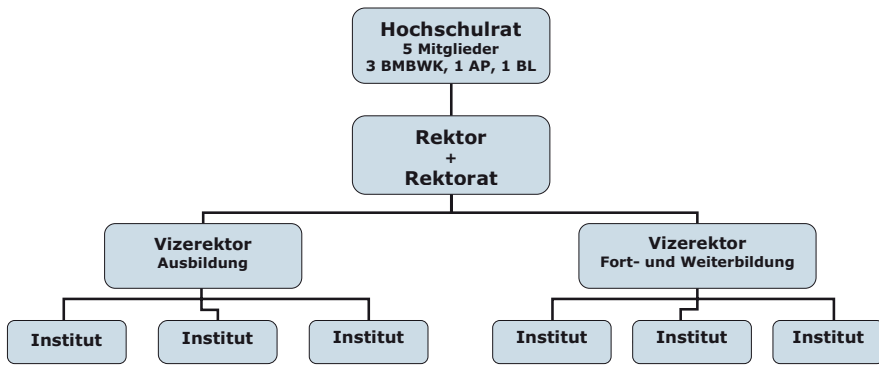 Hochschulrat
5 Mitglieder
3 BMBWK, 1 AP, 1 BL
Rektor
+
Rektorat
Vizerektor
Ausbildung
Vizerektor
Fort- und Weiterbildung
Institut
Institut
Institut
Institut
Institut
Institut